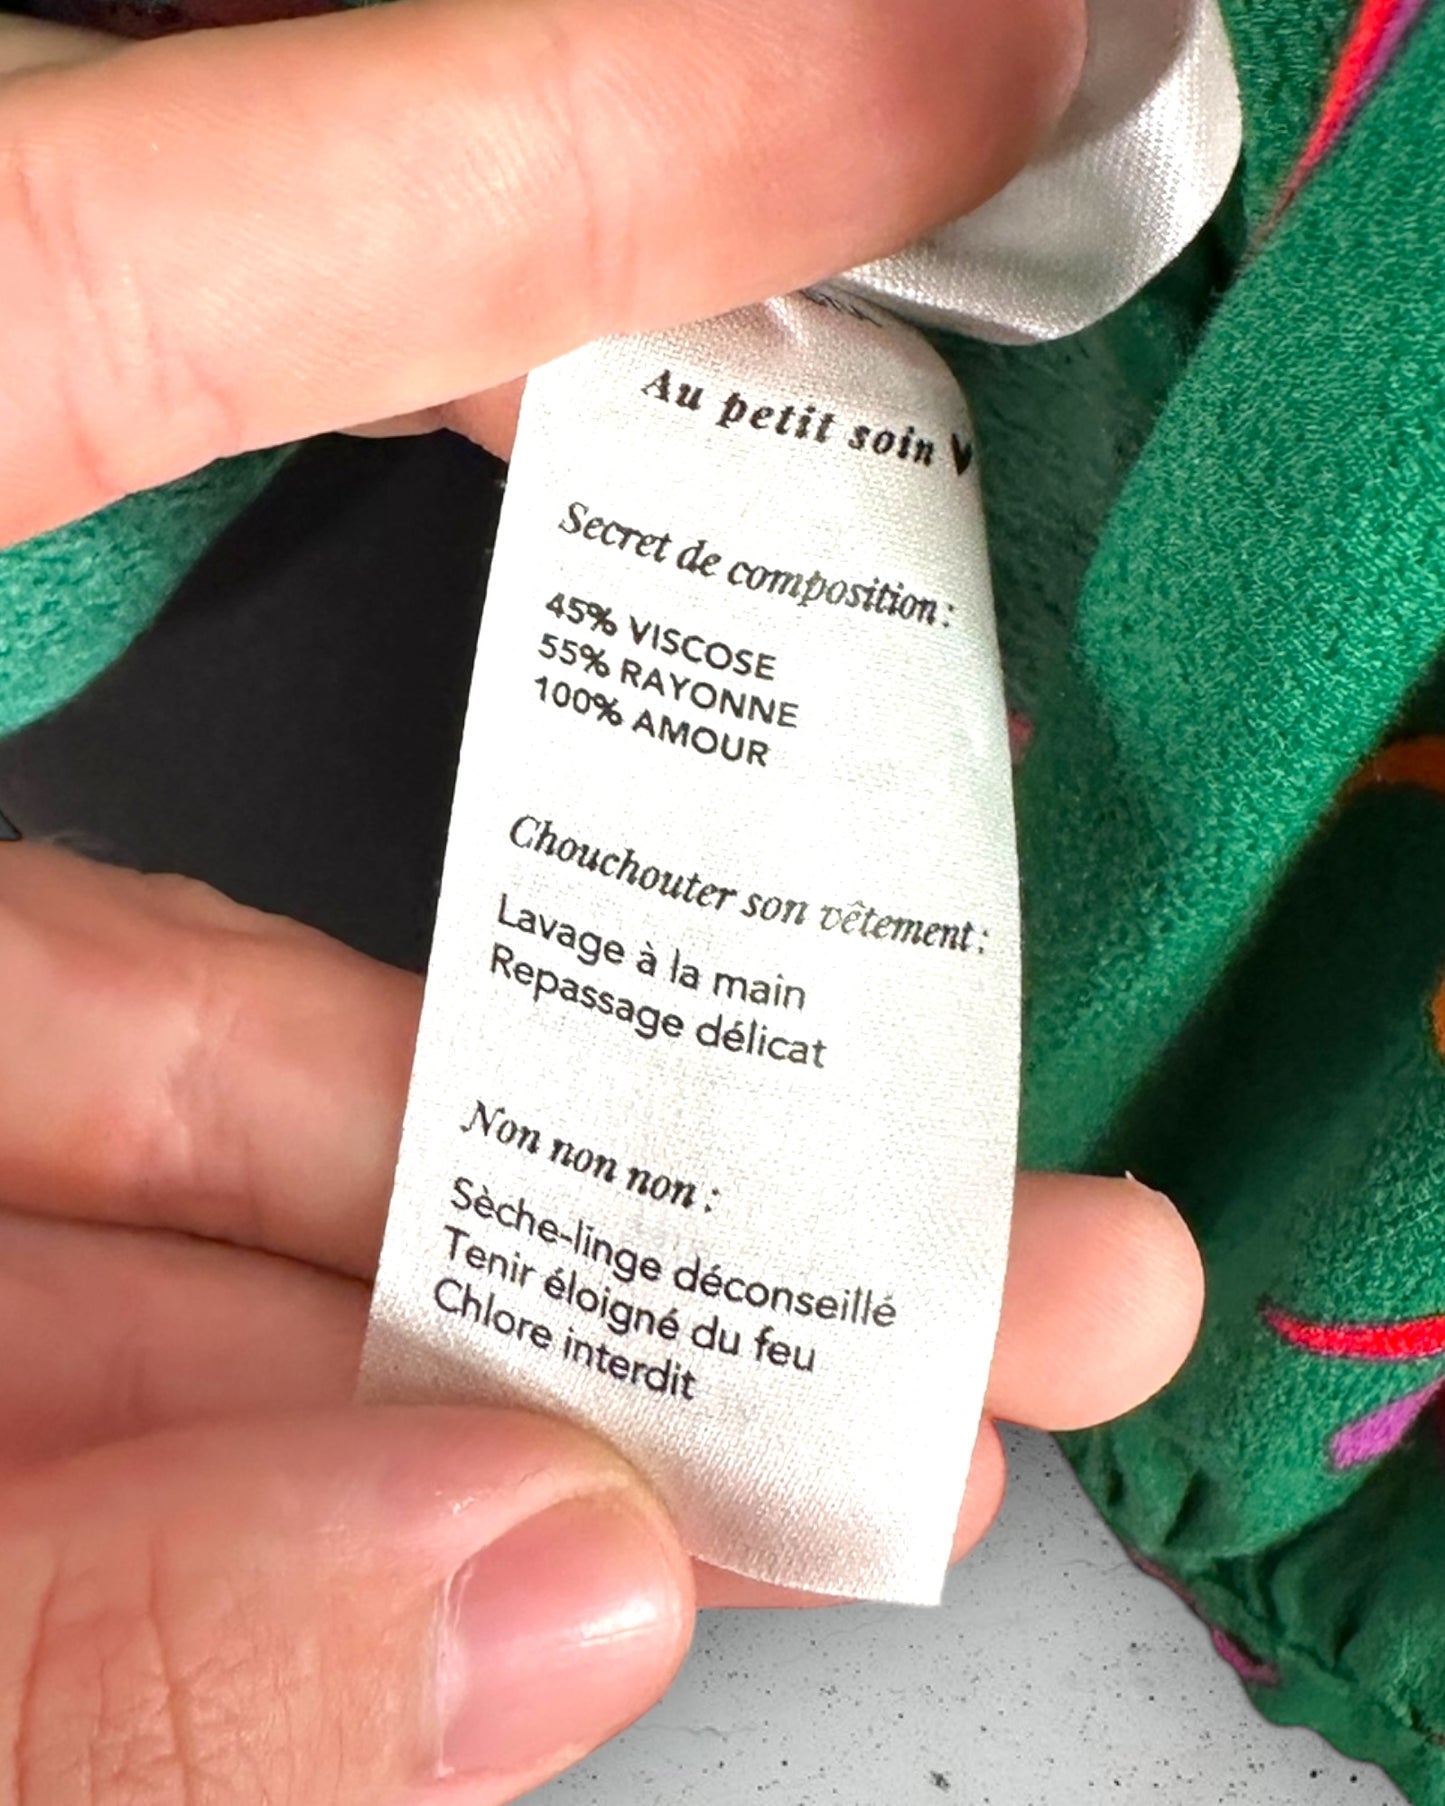 Au petit soin ♥
Secret de composition :
45% VISCOSE
55% RAYONNE
100% AMOUR
Chouchouter son vêtement :
Lavage à la main
Repassage délicat
Non non non :
Sèche-linge déconseillé
Tenir éloigné du feu
Chlore interdit